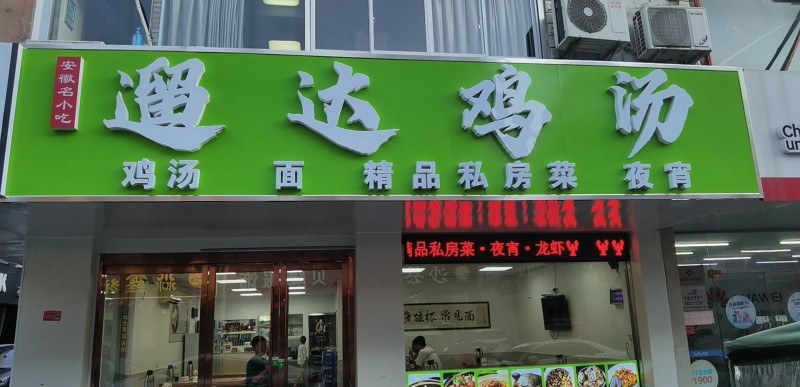 安徽名小吃
遛达鸡汤
鸡汤 面 精品私房菜 夜宵
品私房菜·夜宵·龙虾
1900